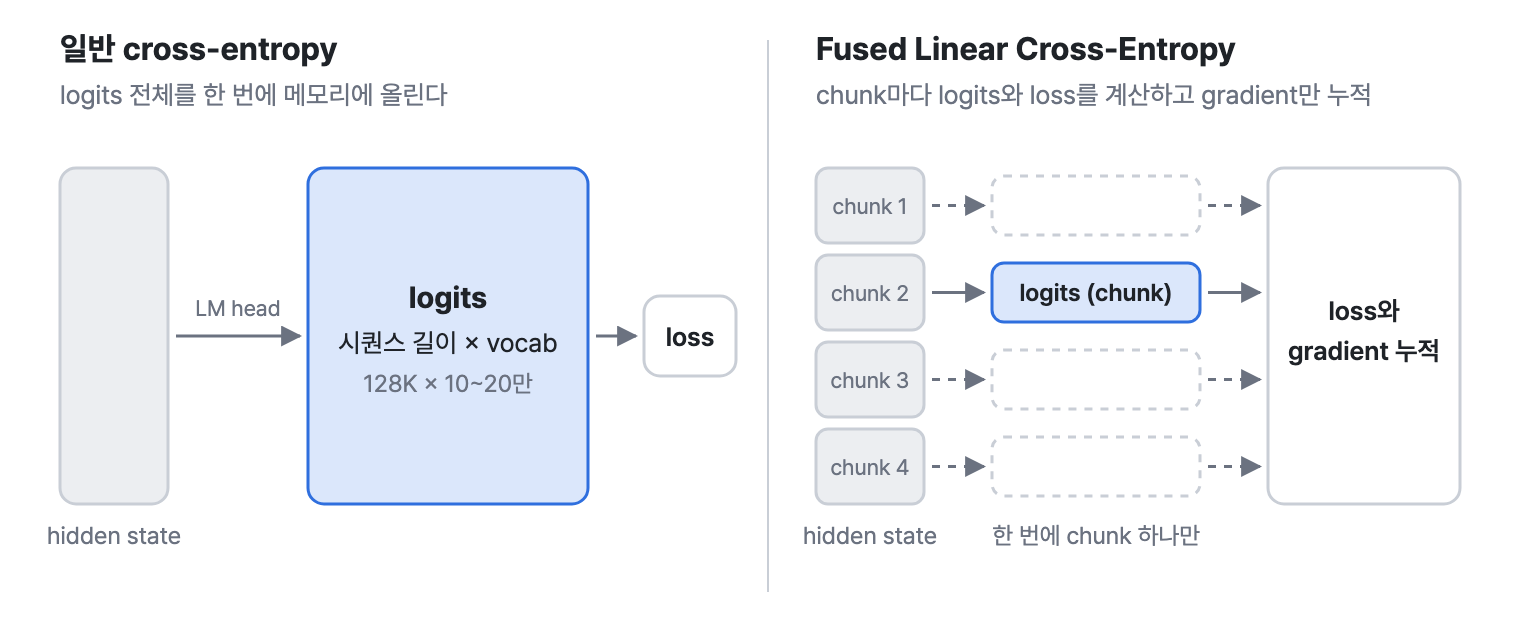 일반 cross-entropy
logits 전체를 한 번에 메모리에 올린다
LM head
logits
시퀀스 길이 × vocab
128K × 10~20만
loss
hidden state
Fused Linear Cross-Entropy
chunk마다 logits와 loss를 계산하고 gradient만 누적
chunk 1
chunk 2
logits (chunk)
chunk 3
chunk 4
loss와
gradient 누적
hidden state
한 번에 chunk 하나만